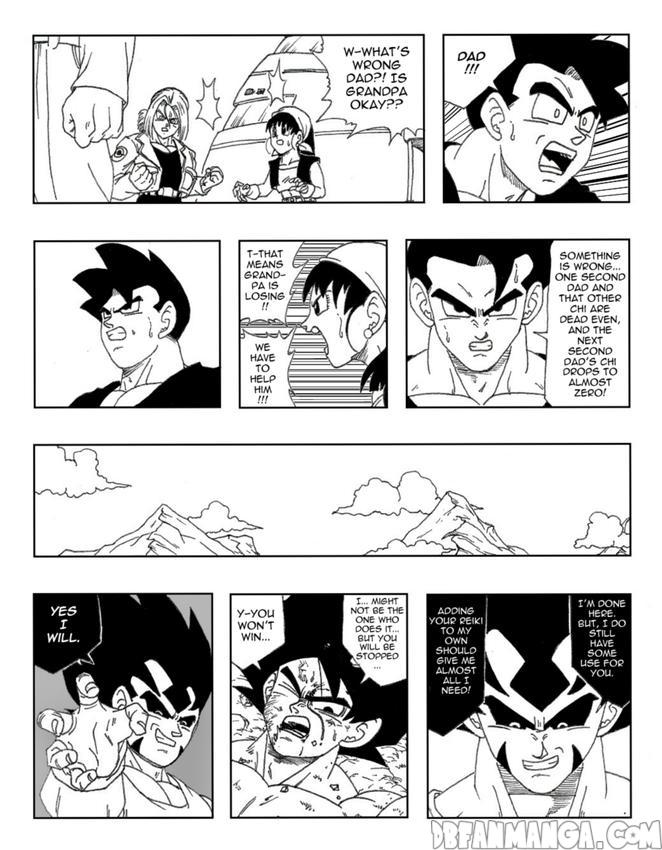 DAD
!!!
W-WHAT'S
WRONG
DAD?! IS
GRANDPA
OKAY??
SOMETHING
IS WRONG...
ONE SECOND
DAD AND
THAT OTHER
CHI ARE
DEAD EVEN,
AND THE
NEXT
SECOND
DAD'S CHI
DROPS TO
ALMOST
ZERO!
T-THAT
MEANS
GRAND-
PA IS
LOSING
!!
WE
HAVE
TO
HELP
HIM
!!!
I'M DONE
HERE.
BUT, I DO
STILL
HAVE
SOME
USE FOR
YOU.
ADDING
YOUR REIKI
TO MY
OWN
SHOULD
GIVE ME
ALMOST
ALL I
NEED!
I... MIGHT
NOT BE THE
ONE WHO
DOES IT...
BUT YOU
WILL BE
STOPPED
...
Y-YOU
WON'T
WIN...
YES
I
WILL.
DBFANMANGA.COM